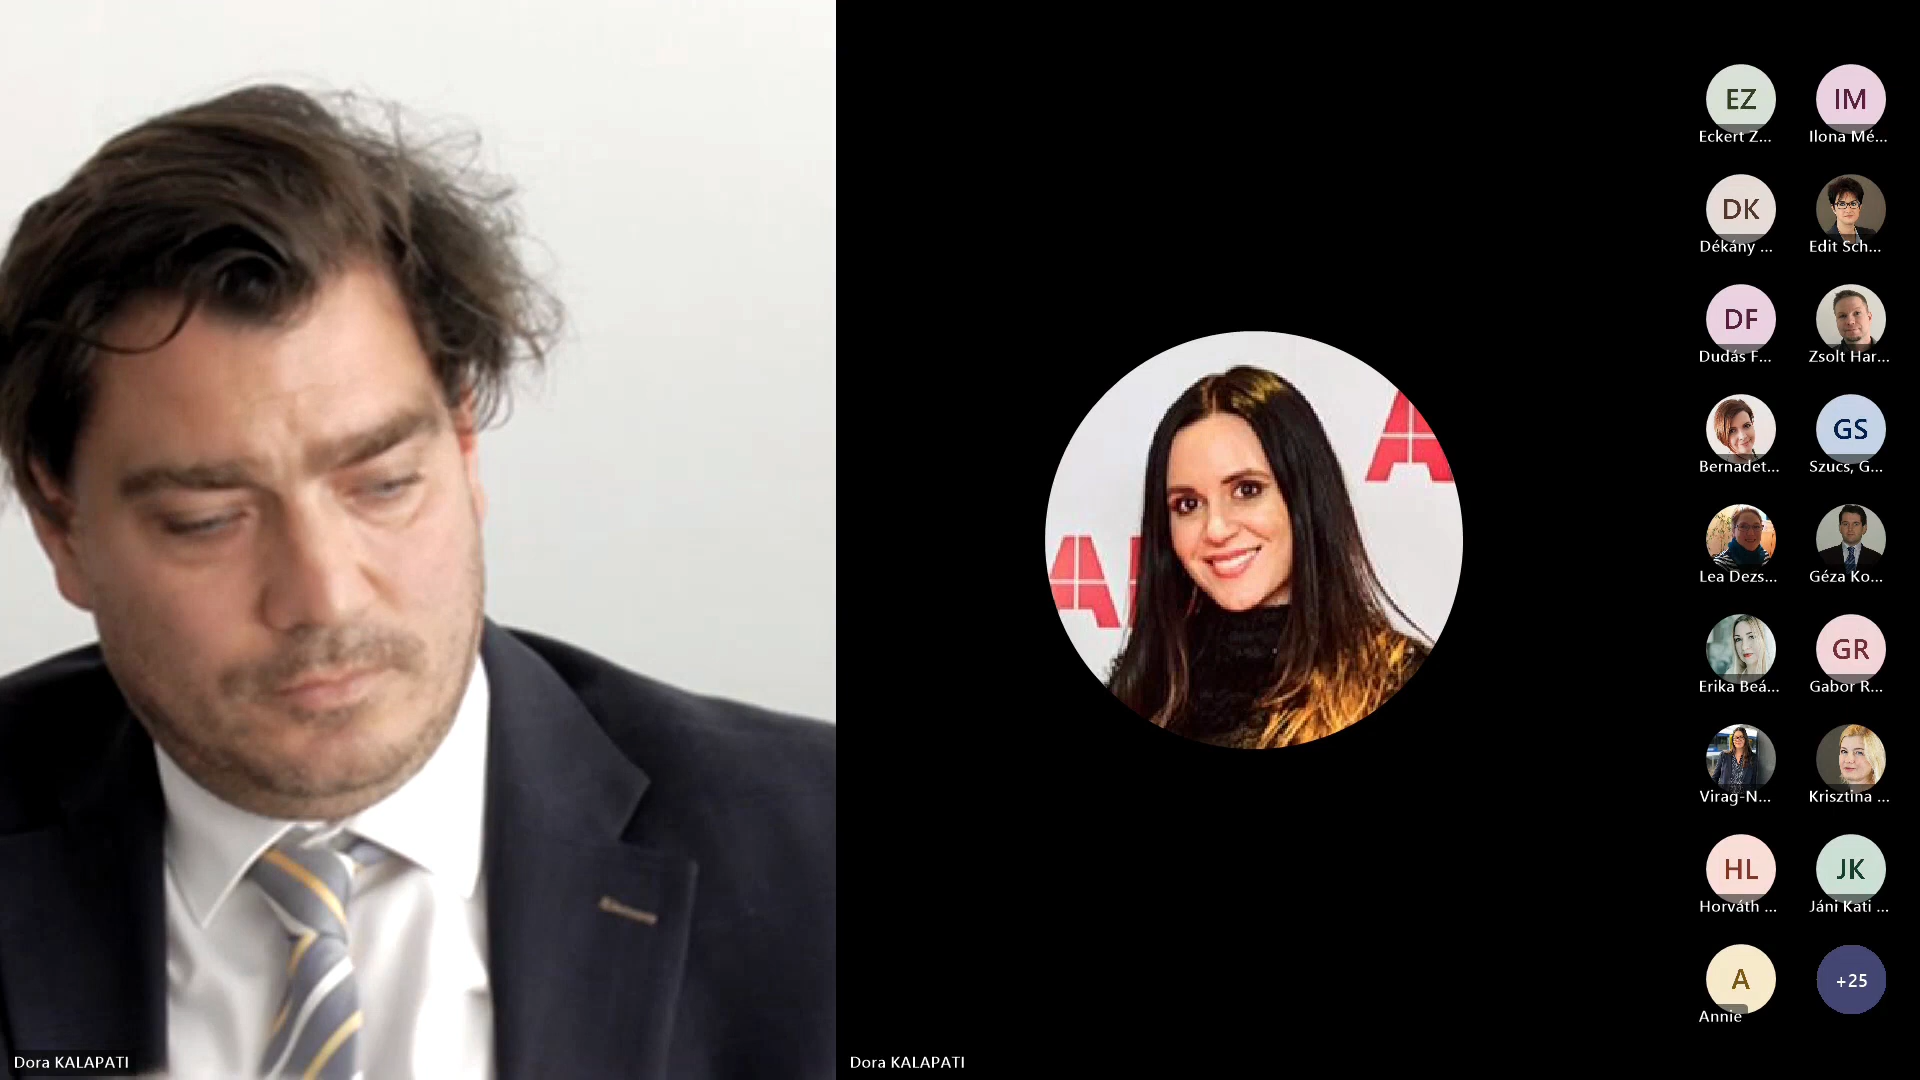 Dora KALAPATI
A
A
Dora KALAPATI
EZ
IM
Eckert Z...
Ilona Mé...
DK
Dékány ...
Edit Sch...
DF
Dudás F...
Zsolt Har...
GS
Bernadet...
Szucs, G...
Lea Dezs...
Géza Ko...
GR
Erika Beá...
Gabor R...
Virag-N...
Krisztina ...
HL
JK
Horváth ...
Jáni Kati ...
A
+25
Annie